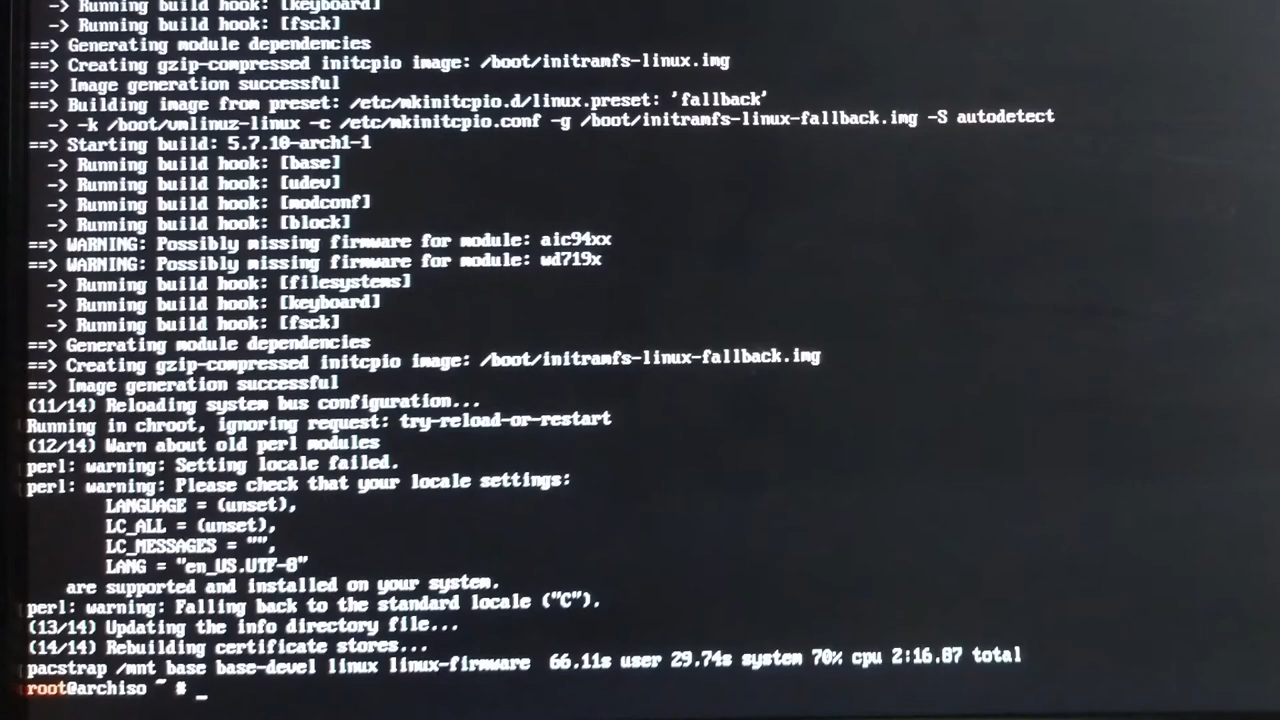 -> Running build hook: [keyboard]
-> Running build hook: [fsck]
==> Generating module dependencies
==> Creating gzip-compressed initcpio image: /boot/initramfs-linux.img
==> Image generation successful
==> Building image from preset: /etc/mkinitcpio.d/linux.preset: 'fallback'
-> -k /boot/vmlinuz-linux -c /etc/mkinitcpio.conf -g /boot/initramfs-linux-fallback.img -S autodetect
==> Starting build: 5.7.10-arch1-1
-> Running build hook: [base]
-> Running build hook: [udev]
-> Running build hook: [modconf]
-> Running build hook: [block]
==> WARNING: Possibly missing firmware for module: aic94xx
==> WARNING: Possibly missing firmware for module: wd719x
-> Running build hook: [filesystems]
-> Running build hook: [keyboard]
-> Running build hook: [fsck]
==> Generating module dependencies
==> Creating gzip-compressed initcpio image: /boot/initramfs-linux-fallback.img
==> Image generation successful
(11/14) Reloading system bus configuration...
Running in chroot, ignoring request: try-reload-or-restart
(12/14) Warn about old perl modules
perl: warning: Setting locale failed.
perl: warning: Please check that your locale settings:
LANGUAGE = (unset),
LC_ALL = (unset),
LC_MESSAGES = "",
LANG = "en_US.UTF-8"
are supported and installed on your system.
perl: warning: Falling back to the standard locale ("C").
(13/14) Updating the info directory file...
(14/14) Rebuilding certificate stores...
pacstrap /mnt base base-devel linux linux-firmware  66.11s user 29.74s system 70% cpu 2:16.87 total
root@archiso ~ # _